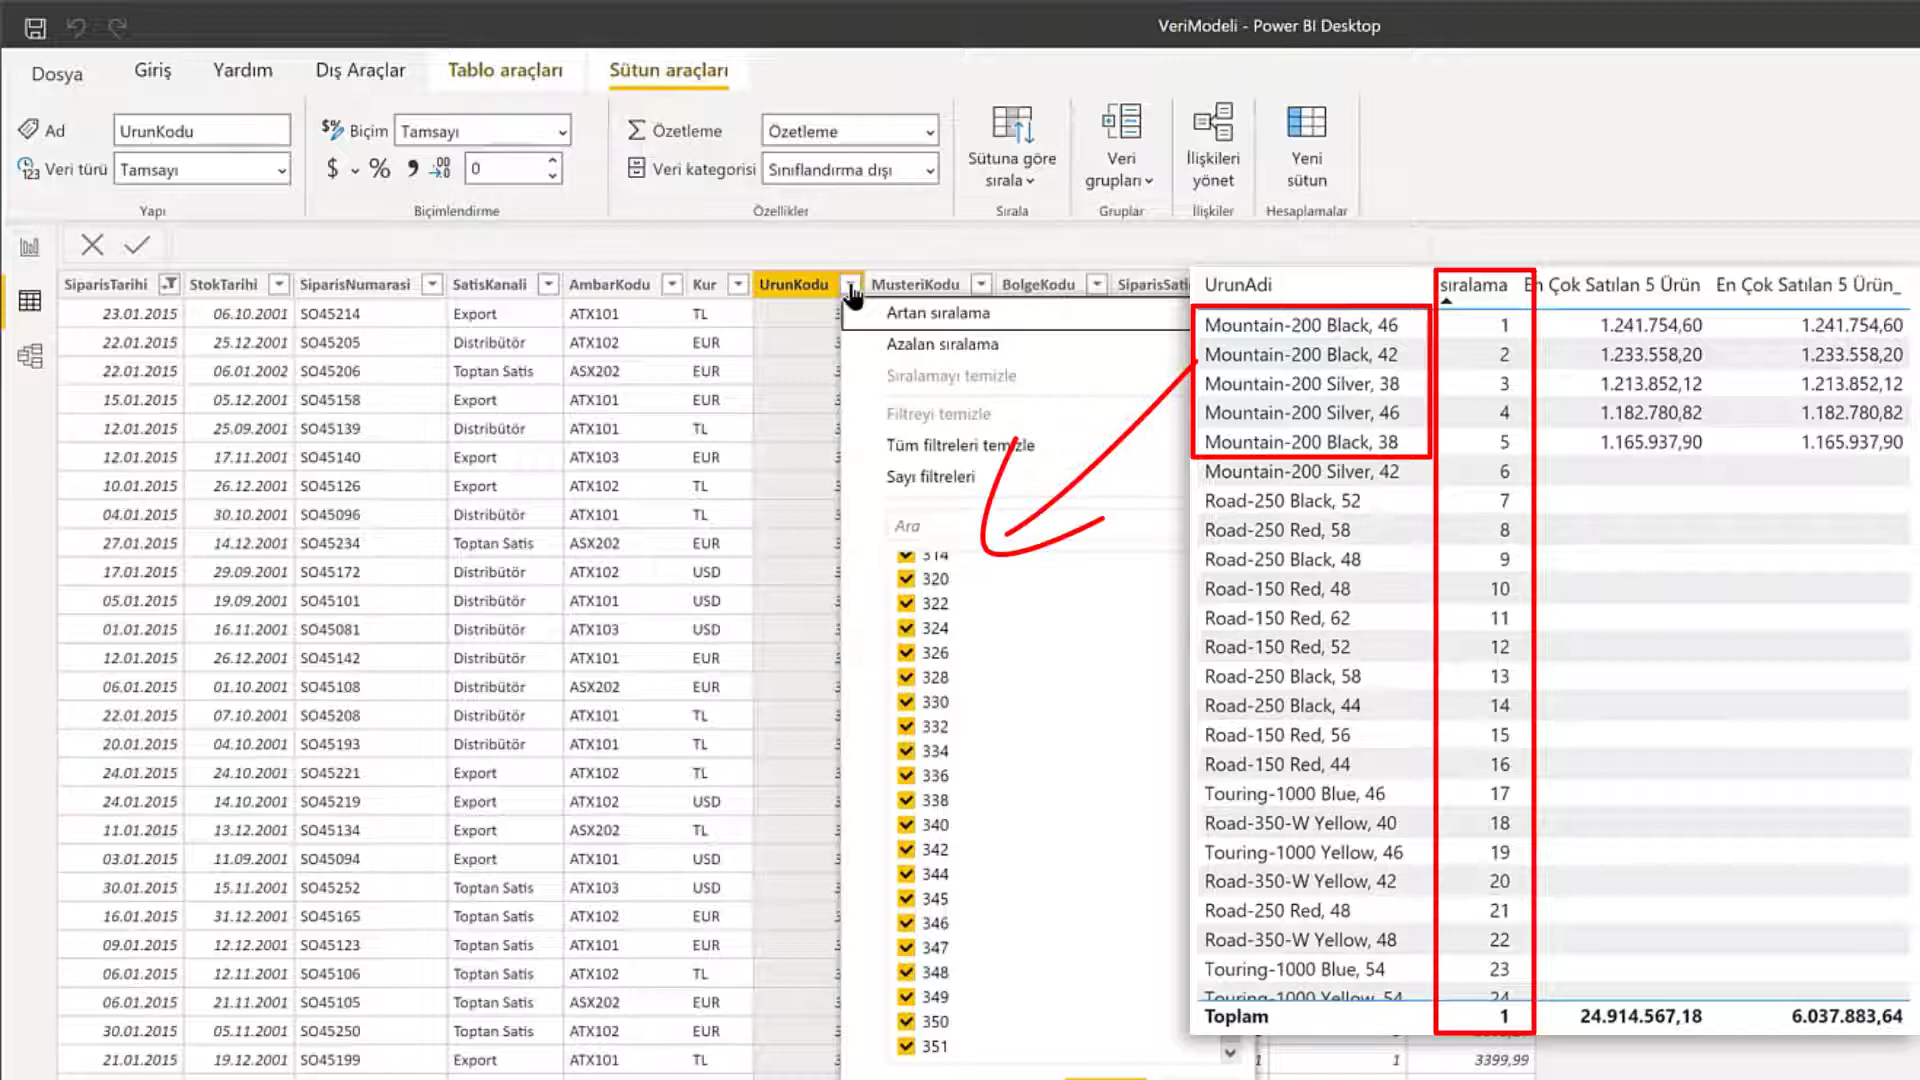 VeriModeli - Power BI Desktop
Dosya Giriş Yardım Dış Araçlar Tablo araçları Sütun araçları
Ad UrunKodu
Veri türü Tamsayı
Yapı
$% Biçim Tamsayı
$ % 0
Biçimlendirme
Özetleme Özetleme
Veri kategorisi Sınıflandırma dışı
Özellikler
Sütuna göre sırala
Sırala
Veri grupları
Gruplar
İlişkileri yönet
İlişkiler
Yeni sütun
Hesaplamalar
SiparisTarihi StokTarihi SiparisNumarasi SatisKanali AmbarKodu Kur UrunKodu MusteriKodu BolgeKodu SiparisSati
23.01.2015 06.10.2001 SO45214 Export ATX101 TL
22.01.2015 25.12.2001 SO45205 Distribütör ATX102 EUR
22.01.2015 06.01.2002 SO45206 Toptan Satis ASX202 EUR
15.01.2015 05.12.2001 SO45158 Export ATX101 EUR
12.01.2015 25.09.2001 SO45139 Distribütör ATX101 TL
12.01.2015 17.11.2001 SO45140 Export ATX103 EUR
10.01.2015 26.12.2001 SO45126 Export ATX102 TL
04.01.2015 30.10.2001 SO45096 Distribütör ATX101 TL
27.01.2015 14.12.2001 SO45234 Toptan Satis ASX202 EUR
17.01.2015 29.09.2001 SO45172 Distribütör ATX102 USD
05.01.2015 19.09.2001 SO45101 Distribütör ATX101 USD
01.01.2015 16.11.2001 SO45081 Distribütör ATX103 USD
12.01.2015 26.12.2001 SO45142 Distribütör ATX101 EUR
06.01.2015 01.10.2001 SO45108 Distribütör ASX202 EUR
22.01.2015 07.10.2001 SO45208 Distribütör ATX101 TL
20.01.2015 04.10.2001 SO45193 Distribütör ATX101 TL
24.01.2015 24.10.2001 SO45221 Export ATX102 TL
24.01.2015 14.10.2001 SO45219 Export ATX102 USD
11.01.2015 13.12.2001 SO45134 Export ASX202 TL
03.01.2015 11.09.2001 SO45094 Export ATX101 USD
30.01.2015 15.11.2001 SO45252 Toptan Satis ATX103 USD
16.01.2015 31.12.2001 SO45165 Toptan Satis ATX102 EUR
09.01.2015 12.12.2001 SO45123 Toptan Satis ATX101 EUR
06.01.2015 12.11.2001 SO45106 Toptan Satis ATX102 TL
06.01.2015 21.11.2001 SO45105 Toptan Satis ASX202 EUR
30.01.2015 05.11.2001 SO45250 Toptan Satis ATX102 EUR
21.01.2015 19.12.2001 SO45199 Export ATX101 TL
1 3399,99
Artan sıralama
Azalan sıralama
Sıralamayı temizle
Filtreyi temizle
Tüm filtreleri temizle
Sayı filtreleri
Ara
314
320
322
324
326
328
330
332
334
336
338
340
342
344
345
346
347
348
349
350
351
UrunAdi sıralama En Çok Satılan 5 Ürün En Çok Satılan 5 Ürün_
Mountain-200 Black, 46 1 1.241.754,60 1.241.754,60
Mountain-200 Black, 42 2 1.233.558,20 1.233.558,20
Mountain-200 Silver, 38 3 1.213.852,12 1.213.852,12
Mountain-200 Silver, 46 4 1.182.780,82 1.182.780,82
Mountain-200 Black, 38 5 1.165.937,90 1.165.937,90
Mountain-200 Silver, 42 6
Road-250 Black, 52 7
Road-250 Red, 58 8
Road-250 Black, 48 9
Road-150 Red, 48 10
Road-150 Red, 62 11
Road-150 Red, 52 12
Road-250 Black, 58 13
Road-250 Black, 44 14
Road-150 Red, 56 15
Road-150 Red, 44 16
Touring-1000 Blue, 46 17
Road-350-W Yellow, 40 18
Touring-1000 Yellow, 46 19
Road-350-W Yellow, 42 20
Road-250 Red, 48 21
Road-350-W Yellow, 48 22
Touring-1000 Blue, 54 23
Touring-1000 Yellow, 54 24
Toplam 1 24.914.567,18 6.037.883,64